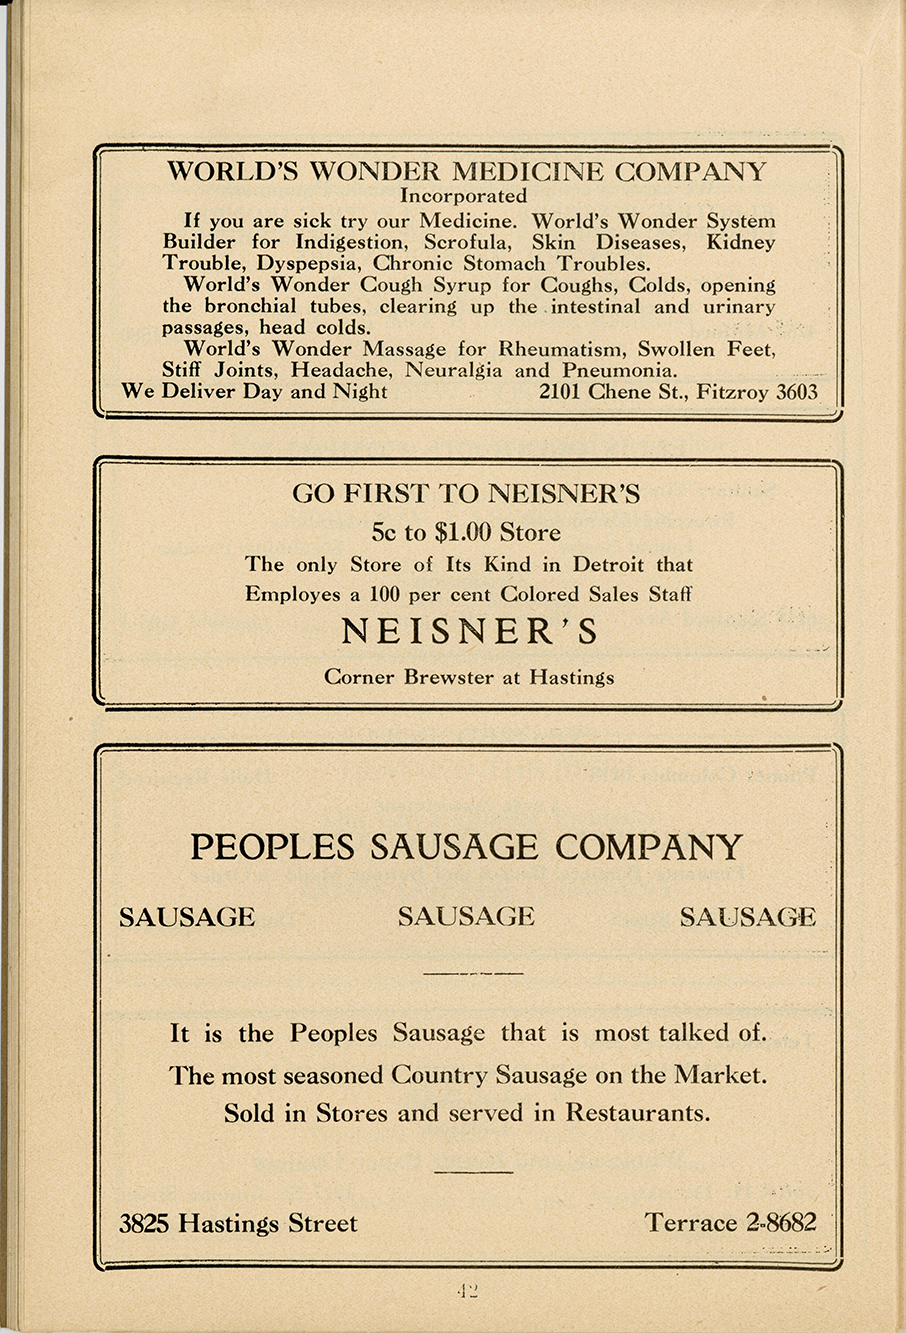 WORLD'S WONDER MEDICINE COMPANY
Incorporated
If you are sick try our Medicine. World's Wonder System
Builder for Indigestion, Scrofula, Skin Diseases, Kidney
Trouble, Dyspepsia, Chronic Stomach Troubles.
World's Wonder Cough Syrup for Coughs, Colds, opening
the bronchial tubes, clearing up the intestinal and urinary
passages, head colds.
World's Wonder Massage for Rheumatism, Swollen Feet,
Stiff Joints, Headache, Neuralgia and Pneumonia.
We Deliver Day and Night 2101 Chene St., Fitzroy 3603
GO FIRST TO NEISNER'S
5c to $1.00 Store
The only Store of Its Kind in Detroit that
Employes a 100 per cent Colored Sales Staff
NEISNER'S
Corner Brewster at Hastings
PEOPLES SAUSAGE COMPANY
SAUSAGE SAUSAGE SAUSAGE
It is the Peoples Sausage that is most talked of.
The most seasoned Country Sausage on the Market.
Sold in Stores and served in Restaurants.
3825 Hastings Street Terrace 2-8682
42